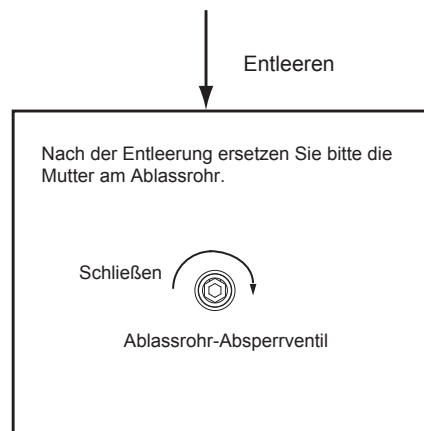 Entleeren
Nach der Entleerung ersetzen Sie bitte die
Mutter am Ablassrohr.
Schließen
Ablassrohr-Absperrventil